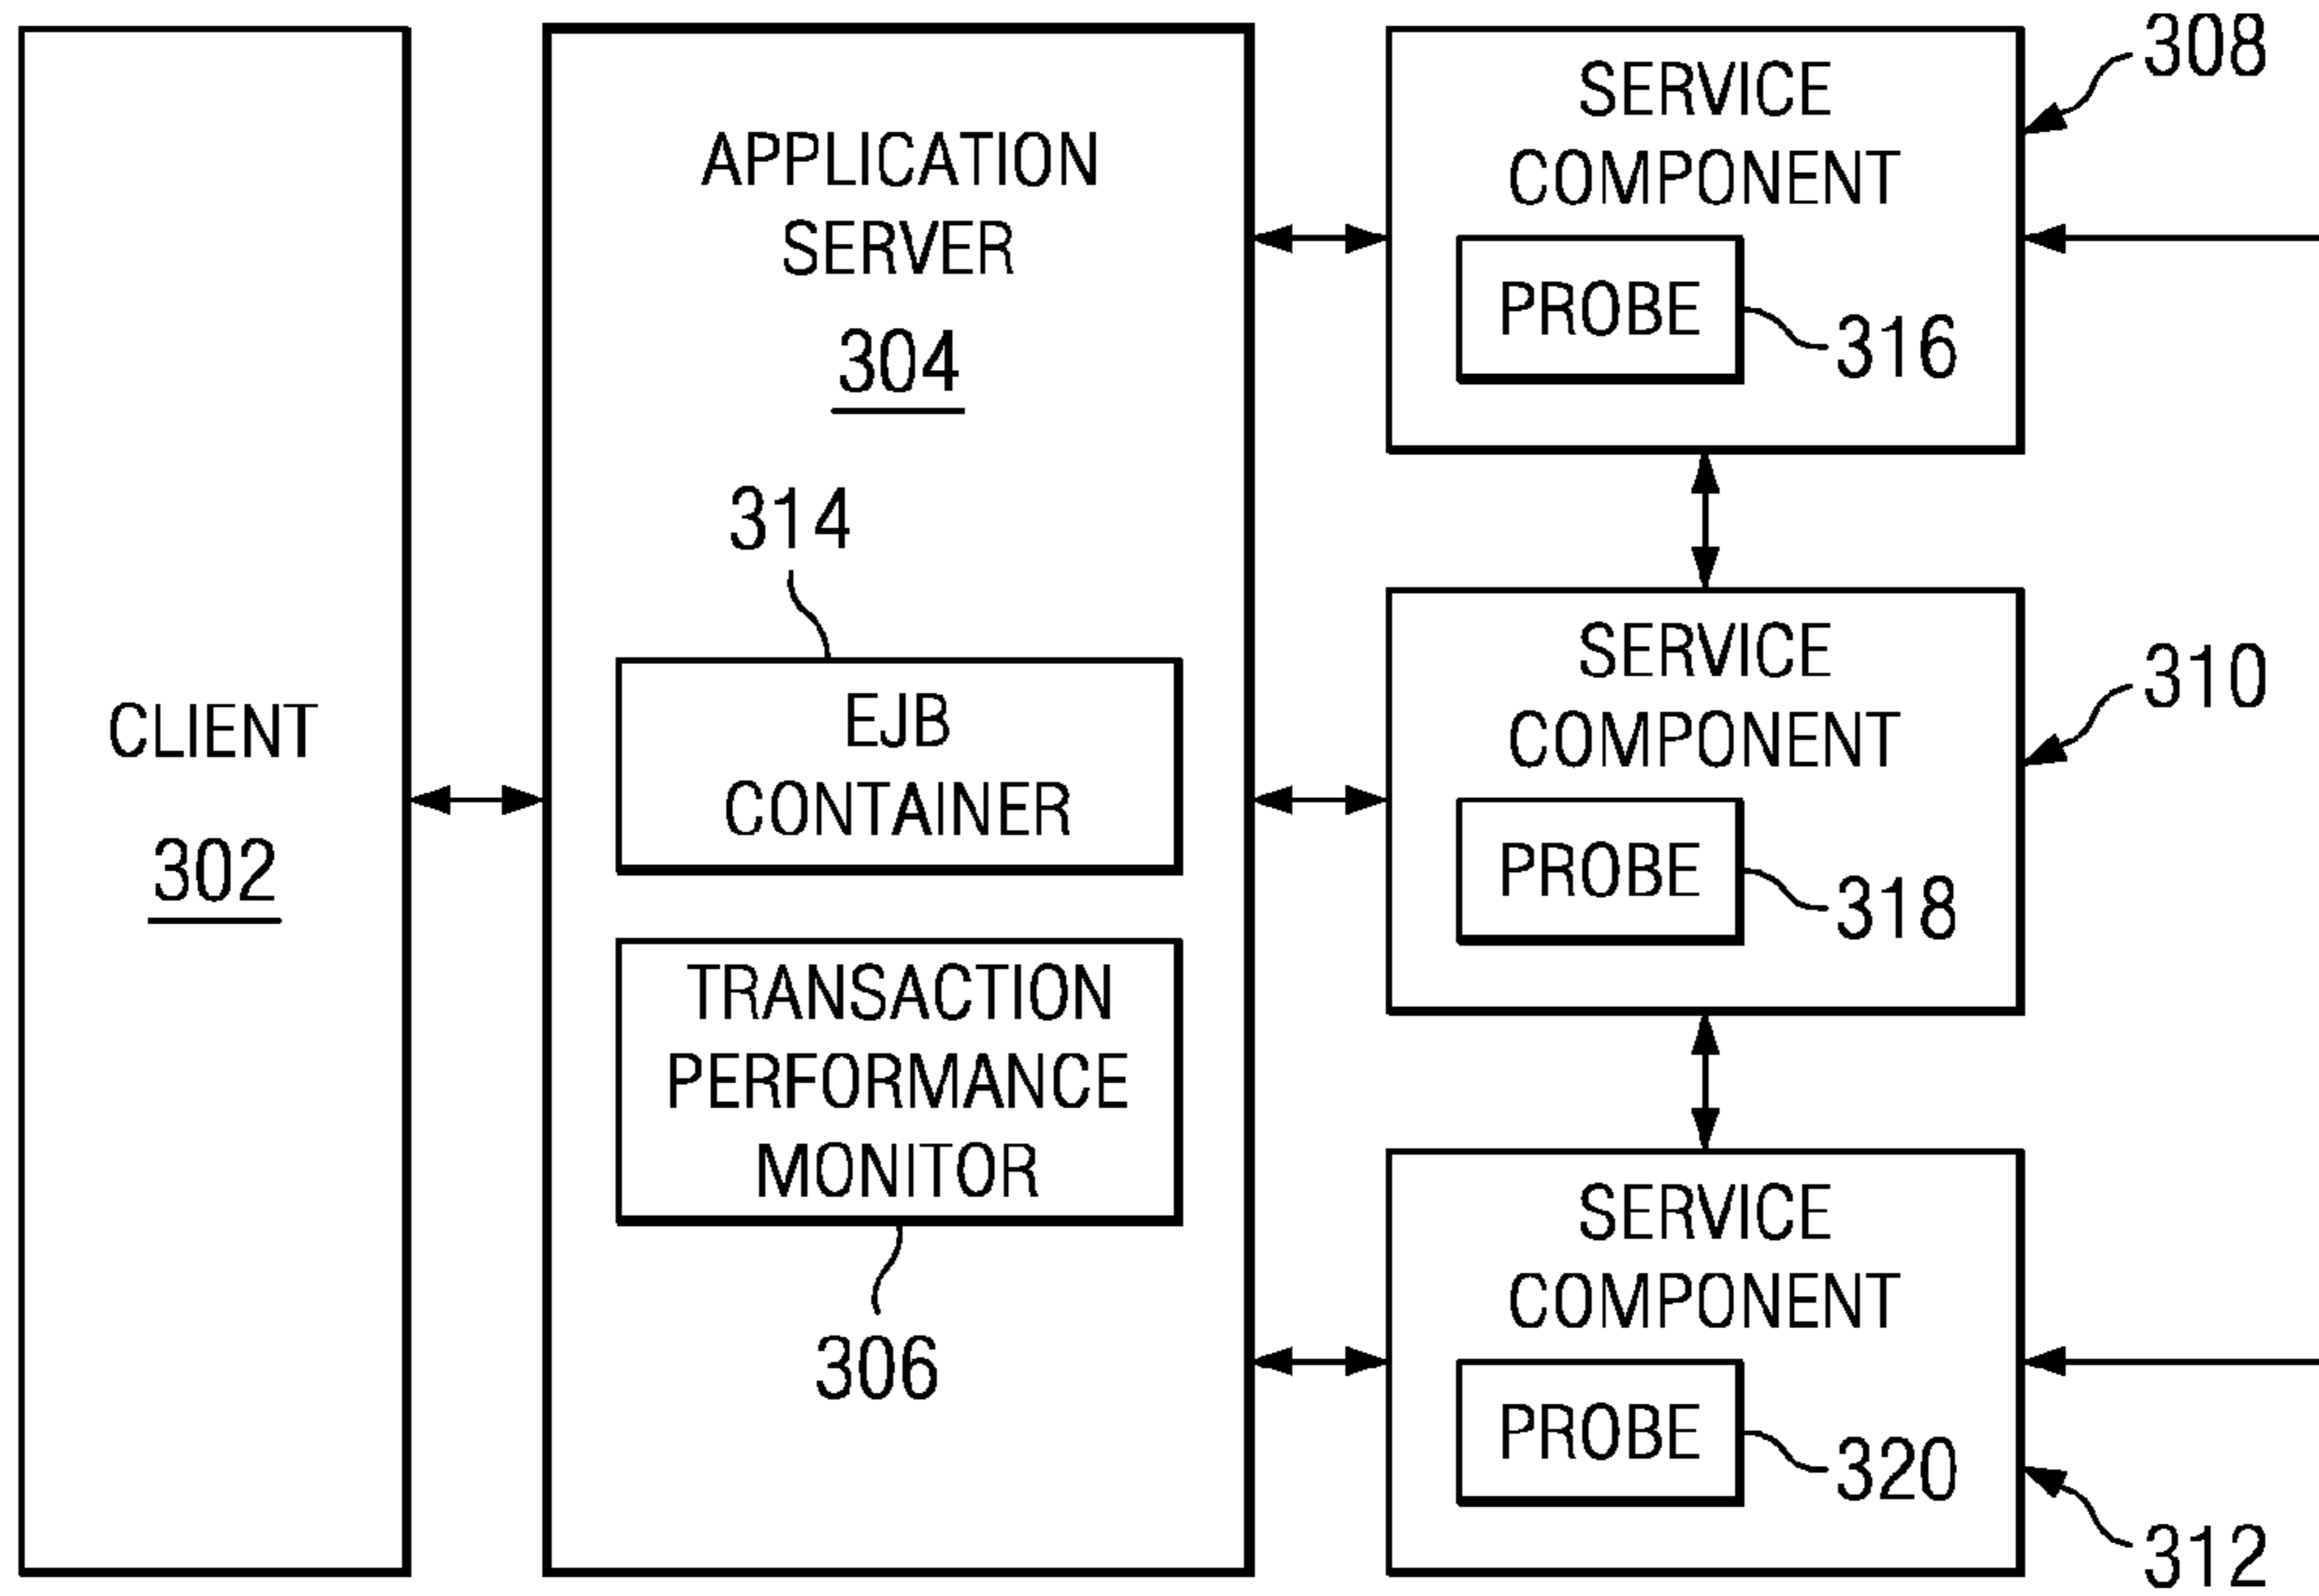 CLIENT
302
APPLICATION
SERVER
304
314
EJB
CONTAINER
TRANSACTION
PERFORMANCE
MONITOR
306
SERVICE
COMPONENT
PROBE
316
308
SERVICE
COMPONENT
PROBE
318
310
SERVICE
COMPONENT
PROBE
320
312